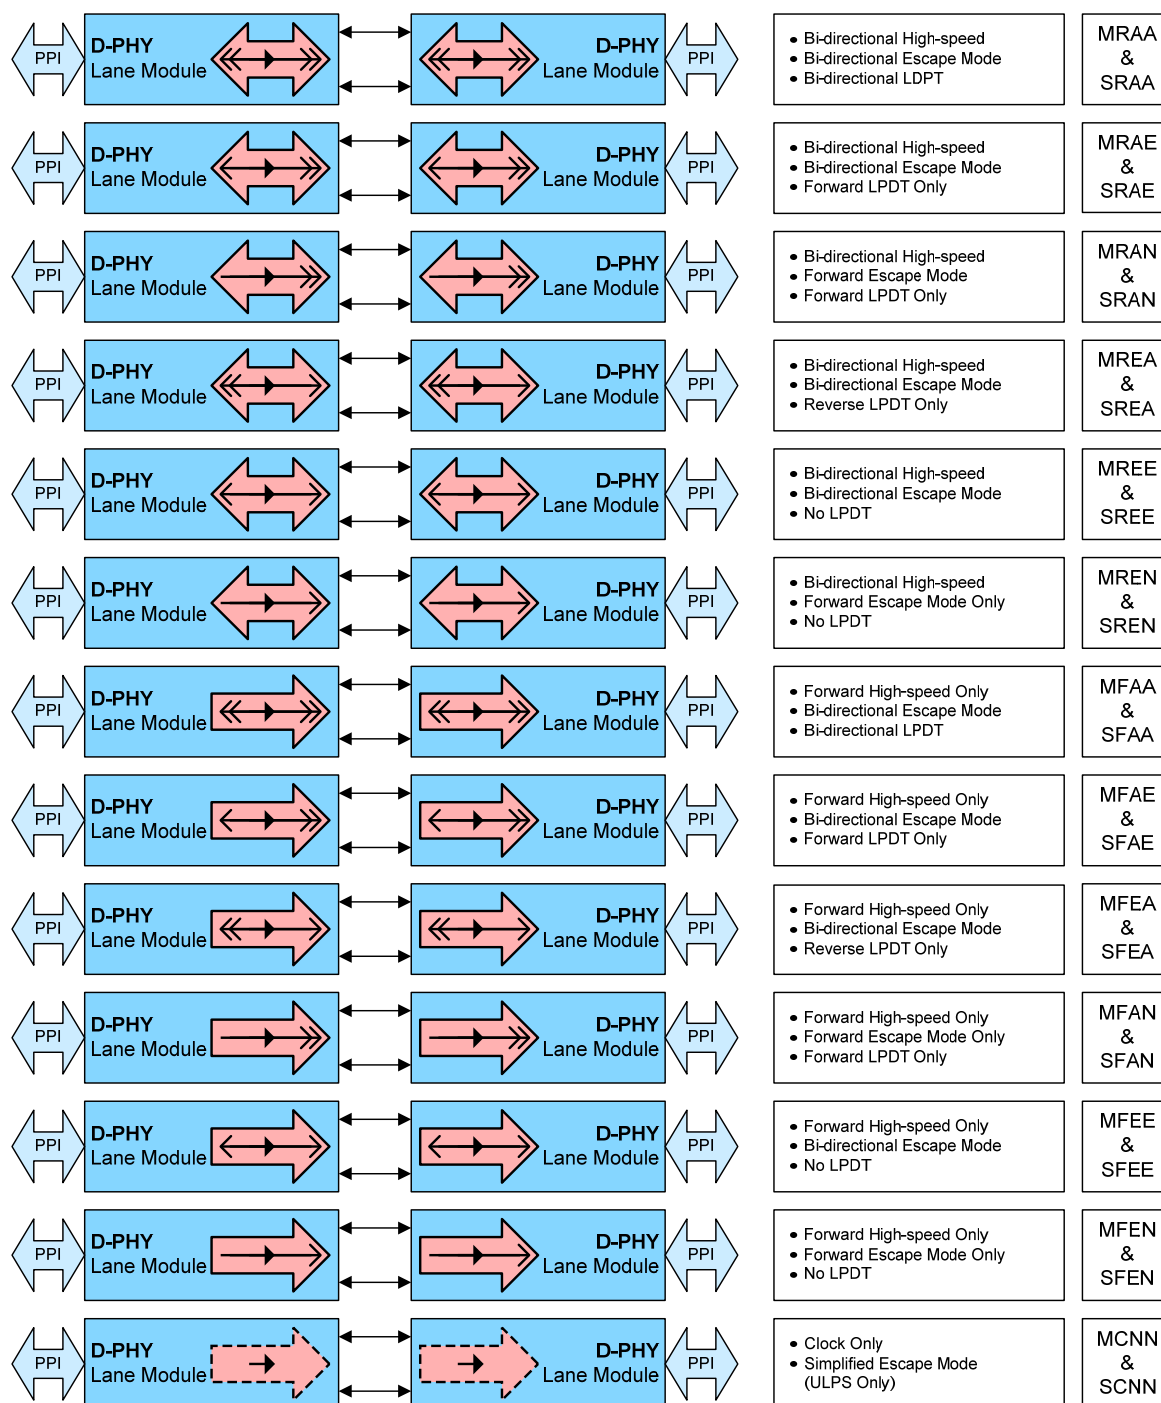 PPI
D-PHY
Lane Module
D-PHY
Lane Module
PPI
• Bi-directional High-speed
• Bi-directional Escape Mode
• Bi-directional LDPT
MRAA
&
SRAA
PPI
D-PHY
Lane Module
D-PHY
Lane Module
PPI
• Bi-directional High-speed
• Bi-directional Escape Mode
• Forward LPDT Only
MRAE
&
SRAE
PPI
D-PHY
Lane Module
D-PHY
Lane Module
PPI
• Bi-directional High-speed
• Forward Escape Mode
• Forward LPDT Only
MRAN
&
SRAN
PPI
D-PHY
Lane Module
D-PHY
Lane Module
PPI
• Bi-directional High-speed
• Bi-directional Escape Mode
• Reverse LPDT Only
MREA
&
SREA
PPI
D-PHY
Lane Module
D-PHY
Lane Module
PPI
• Bi-directional High-speed
• Bi-directional Escape Mode
• No LPDT
MREE
&
SREE
PPI
D-PHY
Lane Module
D-PHY
Lane Module
PPI
• Bi-directional High-speed
• Forward Escape Mode Only
• No LPDT
MREN
&
SREN
PPI
D-PHY
Lane Module
D-PHY
Lane Module
PPI
• Forward High-speed Only
• Bi-directional Escape Mode
• Bi-directional LPDT
MFAA
&
SFAA
PPI
D-PHY
Lane Module
D-PHY
Lane Module
PPI
• Forward High-speed Only
• Bi-directional Escape Mode
• Forward LPDT Only
MFAE
&
SFAE
PPI
D-PHY
Lane Module
D-PHY
Lane Module
PPI
• Forward High-speed Only
• Bi-directional Escape Mode
• Reverse LPDT Only
MFEA
&
SFEA
PPI
D-PHY
Lane Module
D-PHY
Lane Module
PPI
• Forward High-speed Only
• Forward Escape Mode Only
• Forward LPDT Only
MFAN
&
SFAN
PPI
D-PHY
Lane Module
D-PHY
Lane Module
PPI
• Forward High-speed Only
• Bi-directional Escape Mode
• No LPDT
MFEE
&
SFEE
PPI
D-PHY
Lane Module
D-PHY
Lane Module
PPI
• Forward High-speed Only
• Forward Escape Mode Only
• No LPDT
MFEN
&
SFEN
PPI
D-PHY
Lane Module
D-PHY
Lane Module
PPI
• Clock Only
• Simplified Escape Mode
(ULPS Only)
MCNN
&
SCNN